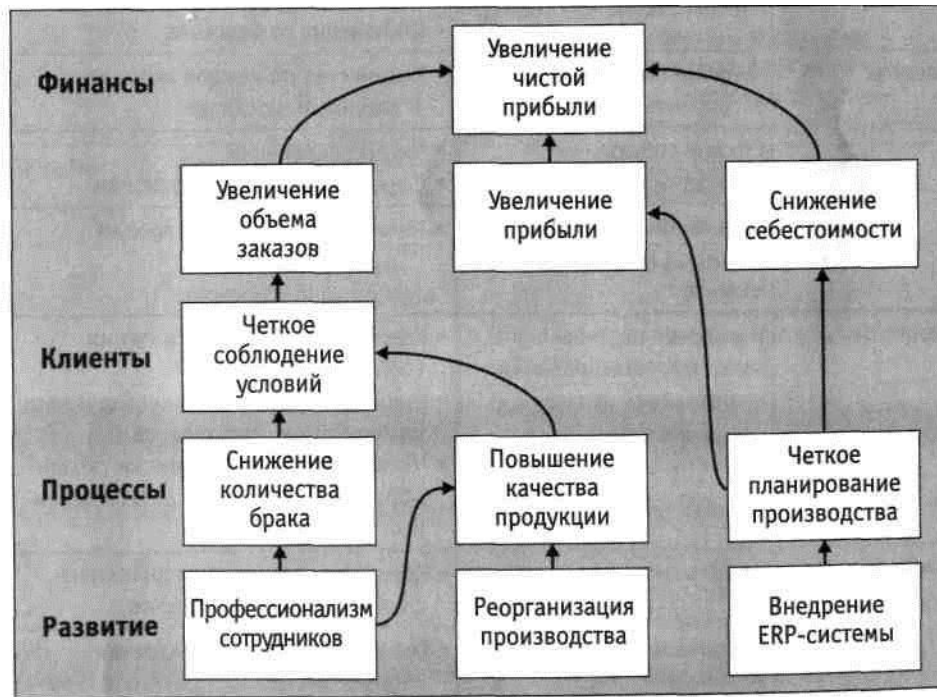 Финансы
Увеличение
чистой
прибыли
Увеличение
объема
заказов
Увеличение
прибыли
Снижение
себестоимости
Клиенты
Четкое
соблюдение
условий
Процессы
Снижение
количества
брака
Повышение
качества
продукции
Четкое
планирование
производства
Развитие
Профессионализм
сотрудников
Реорганизация
производства
Внедрение
ERP-системы